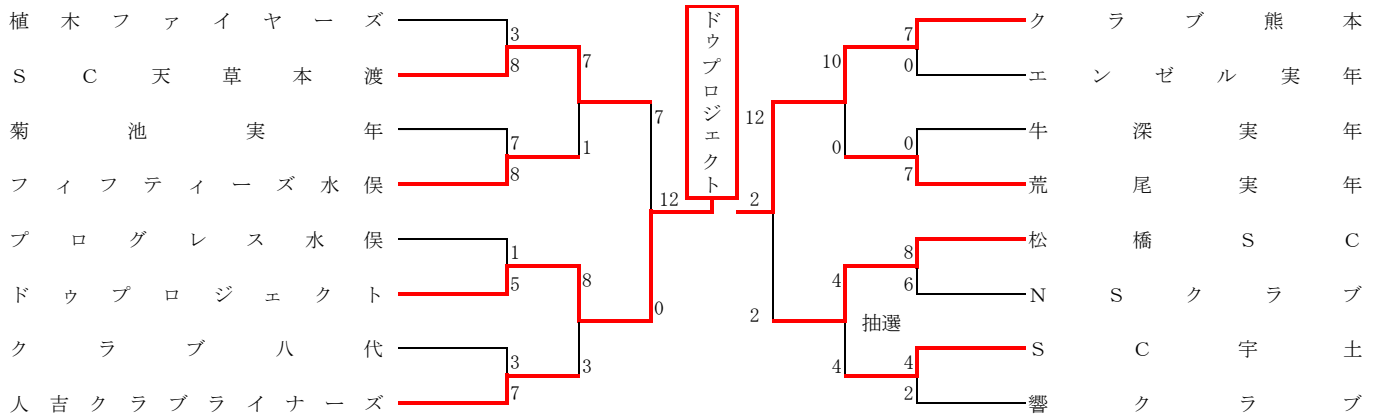 植木ファイヤーズ
SC天草本渡
菊池実年
フィフティーズ水俣
プログレス水俣
ドゥプロジェクト
クラブ八代
人吉クラブライナーズ
3
8
7
8
1
5
3
7
7
1
8
3
7
0
12
ドゥプロジェクト
2
12
2
10
0
4
4
抽選
7
0
0
7
8
6
4
2
クラブ熊本
エンゼル実年
牛深実年
荒尾実年
松橋SC
NSクラブ
SC宇土
響クラブ